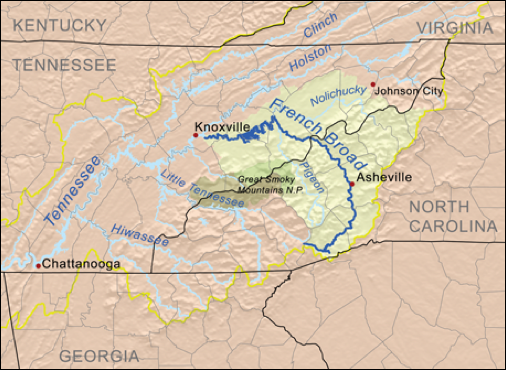 KENTUCKY
VIRGINIA
Clinch
Holston
TENNESSEE
Johnson City
Nolichucky
French Broad
Knoxville
Tennessee
Great Smoky
Mountains N.P.
Pigeon
Asheville
Little Tennessee
NORTH
CAROLINA
Hiwassee
Chattanooga
GEORGIA